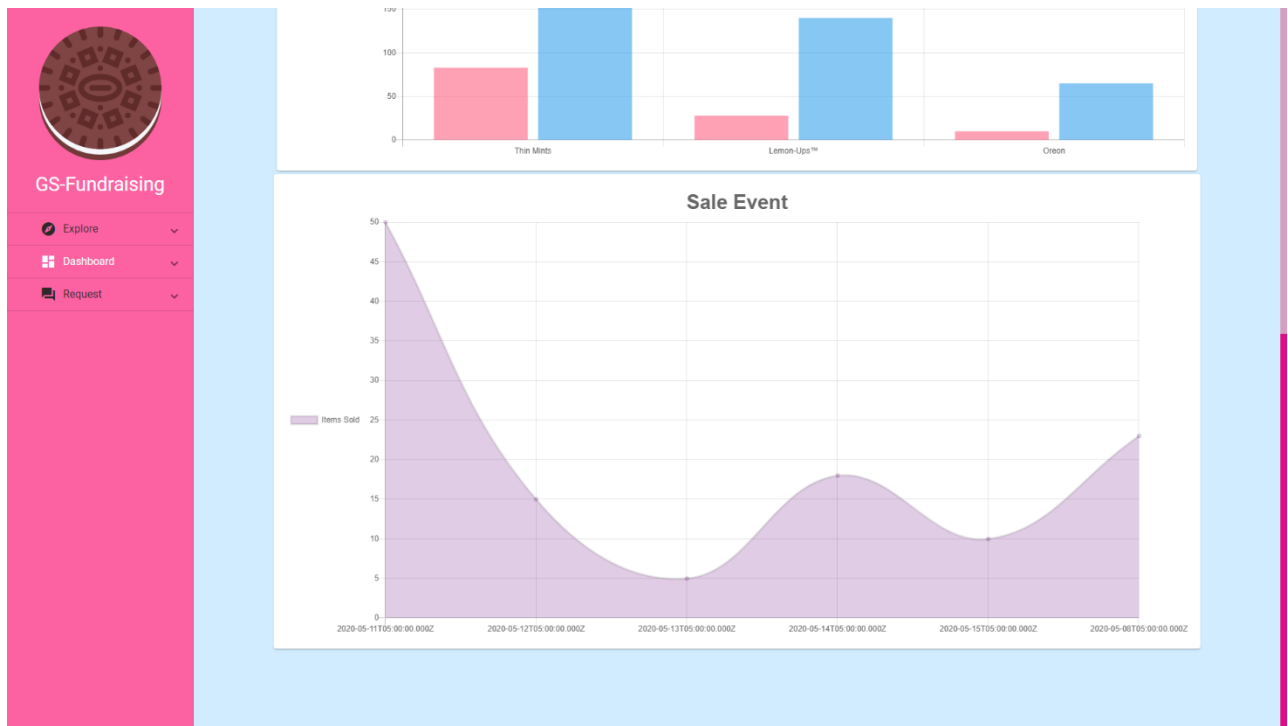 GS-Fundraising
Explore
Dashboard
Request
150
100
50
0
Thin Mints
Lemon-Ups™
Oreon
Sale Event
Items Sold
50
45
40
35
30
25
20
15
10
5
0
2020-05-11T05:00:00.000Z
2020-05-12T05:00:00.000Z
2020-05-13T05:00:00.000Z
2020-05-14T05:00:00.000Z
2020-05-15T05:00:00.000Z
2020-05-08T05:00:00.000Z